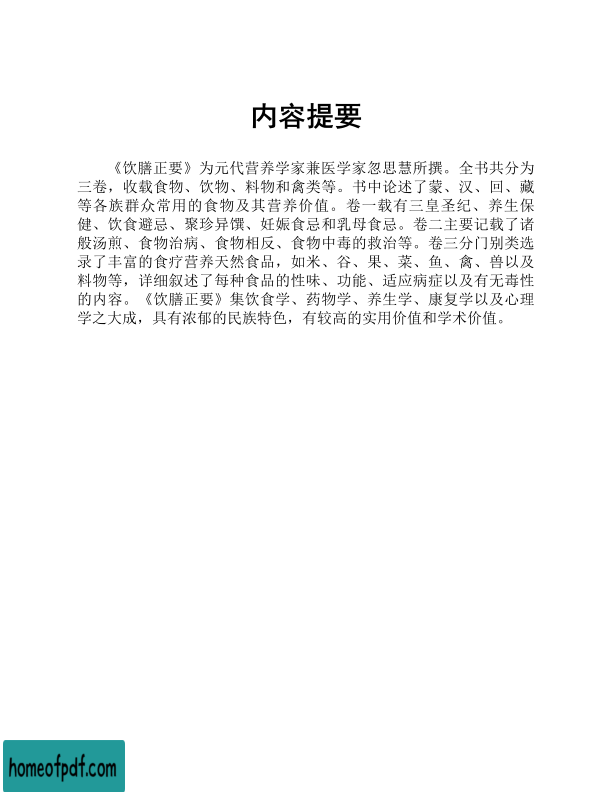 内容提要
《饮膳正要》为元代营养学家兼医学家忽思慧所撰。全书共分为
三卷，收载食物、饮物、料物和禽类等。书中论述了蒙、汉、回、藏
等各族群众常用的食物及其营养价值。卷一载有三皇圣纪、养生保
健、饮食避忌、聚珍异馔、妊娠食忌和乳母食忌。卷二主要记载了诸
般汤煎、食物治病、食物相反、食物中毒的救治等。卷三分门别类选
录了丰富的食疗营养天然食品，如米、谷、果、菜、鱼、禽、兽以及
料物等，详细叙述了每种食品的性味、功能、适应病症以及有无毒性
的内容。《饮膳正要》集饮食学、药物学、养生学、康复学以及心理
学之大成，具有浓郁的民族特色，有较高的实用价值和学术价值。
homeofpdf.com